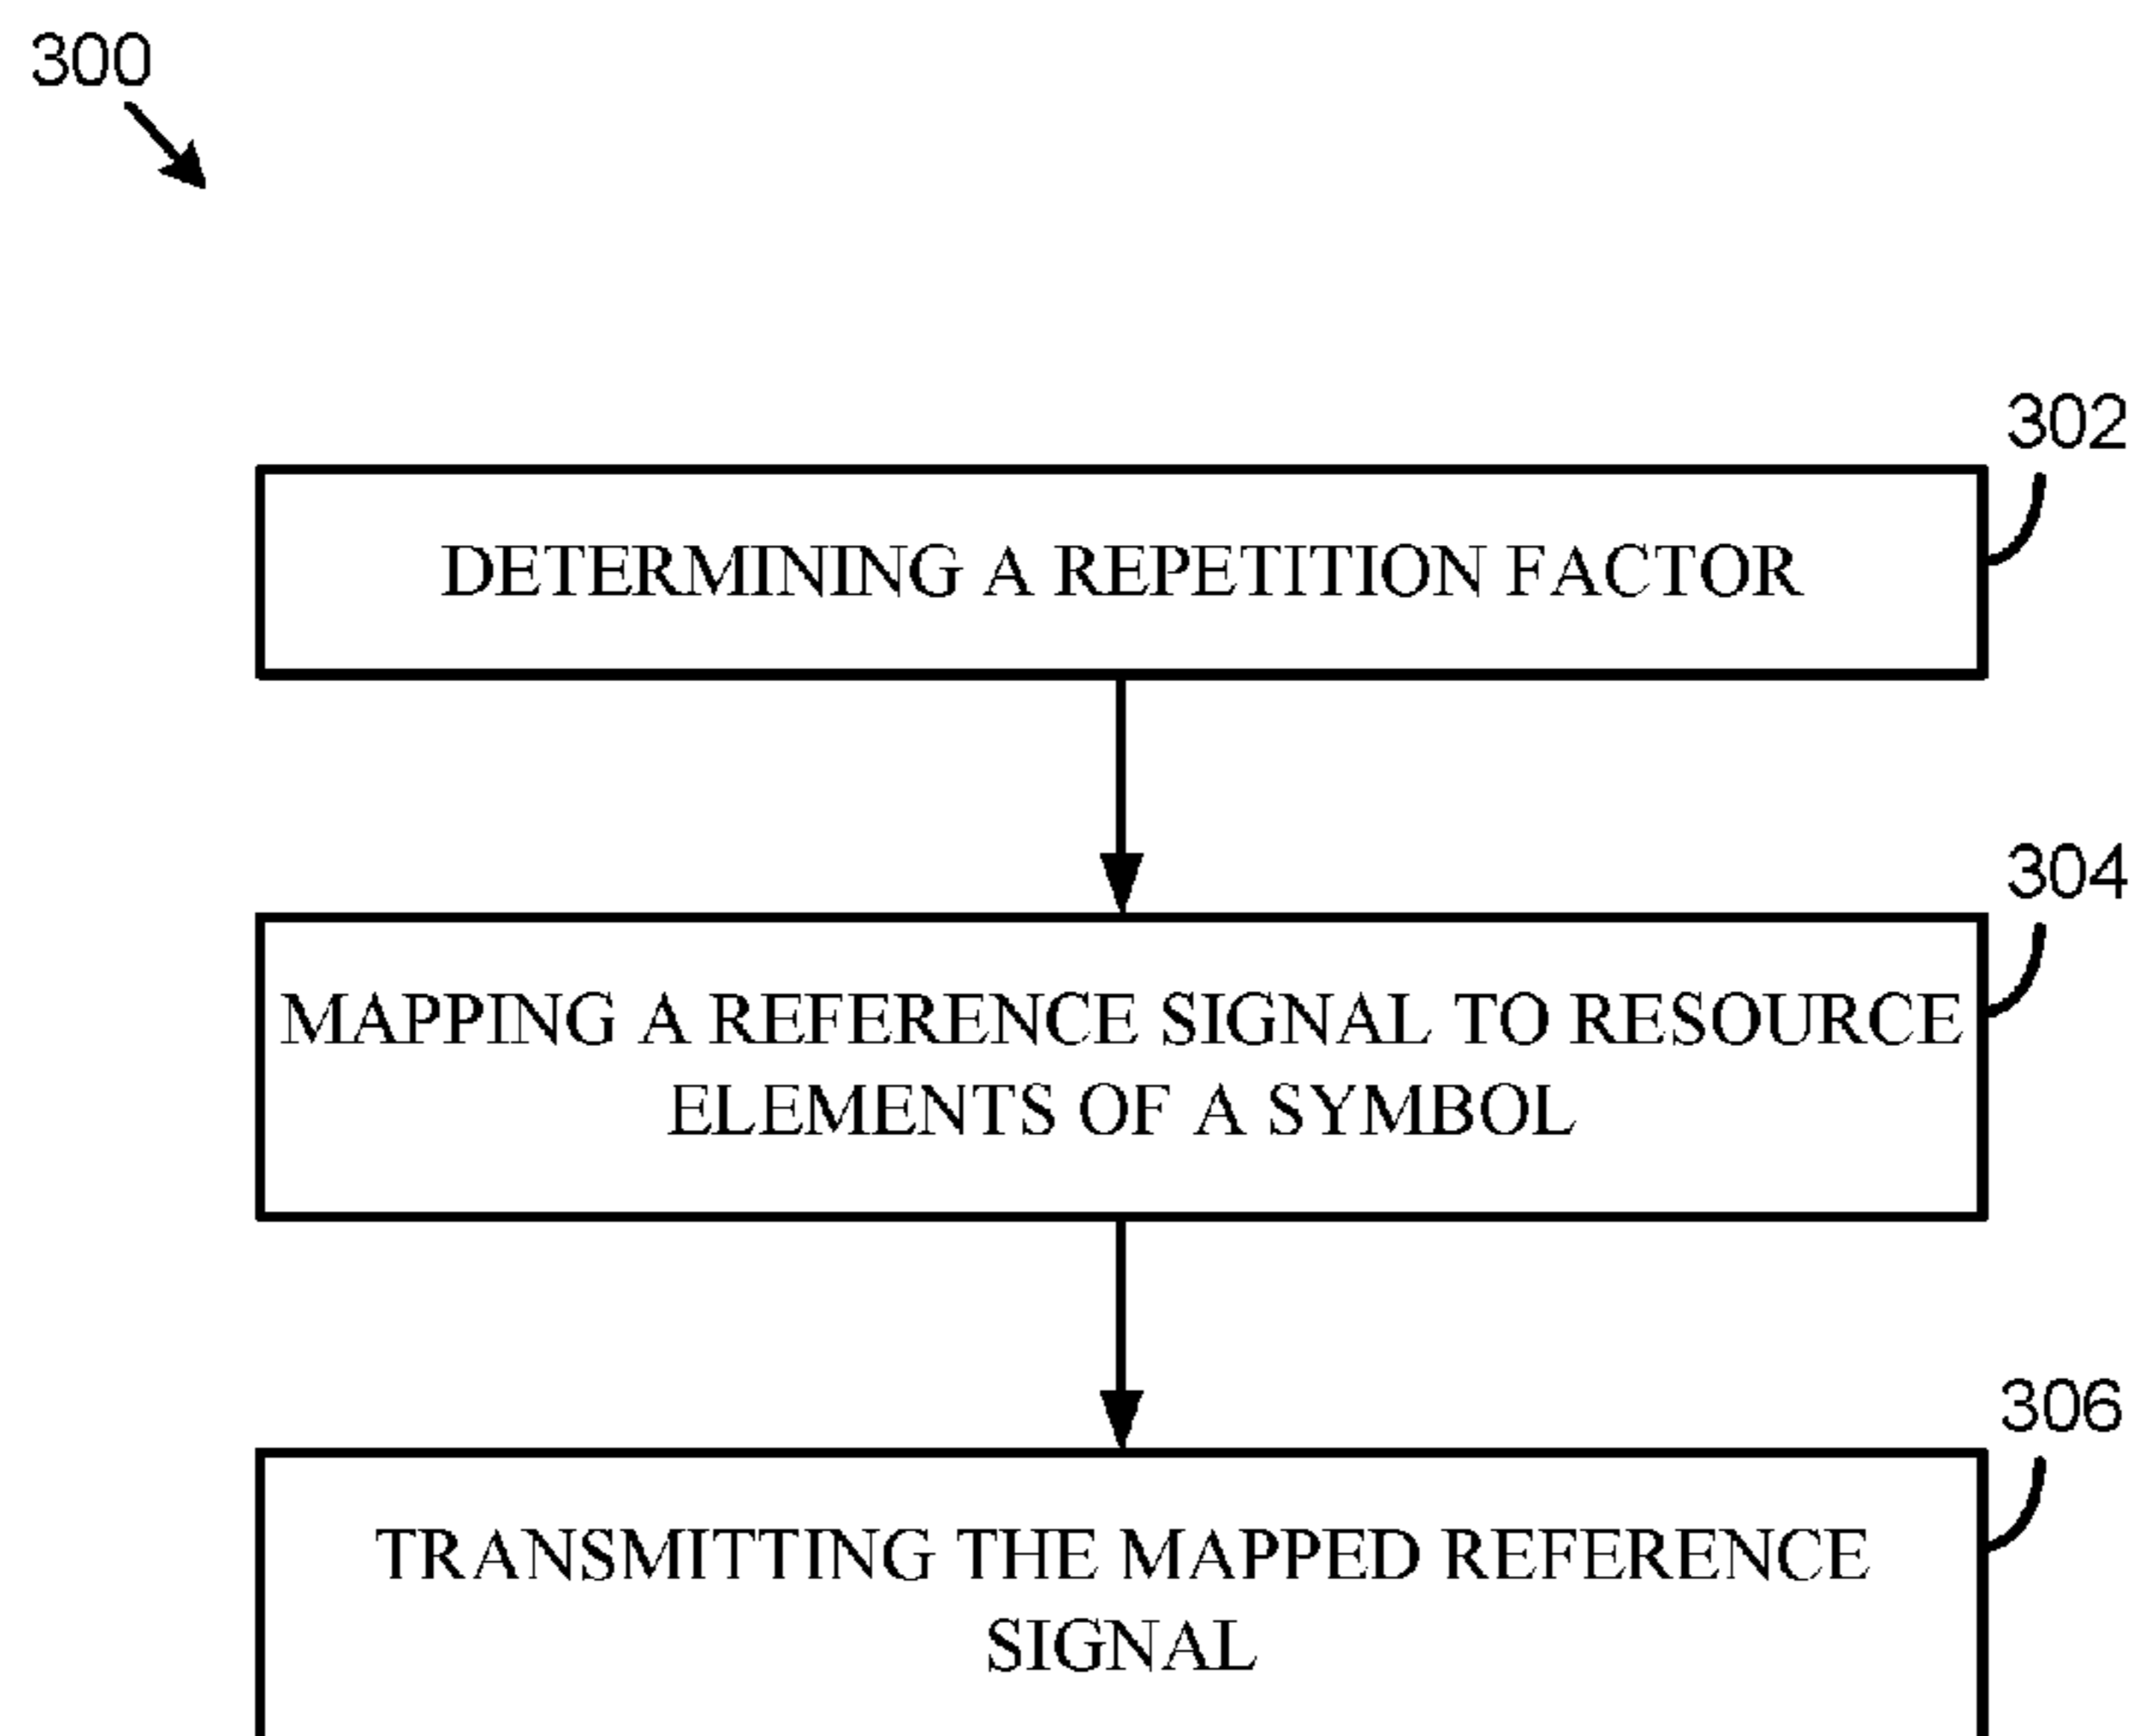 300
302
DETERMINING A REPETITION FACTOR
304
MAPPING A REFERENCE SIGNAL TO RESOURCE
ELEMENTS OF A SYMBOL
306
TRANSMITTING THE MAPPED REFERENCE
SIGNAL